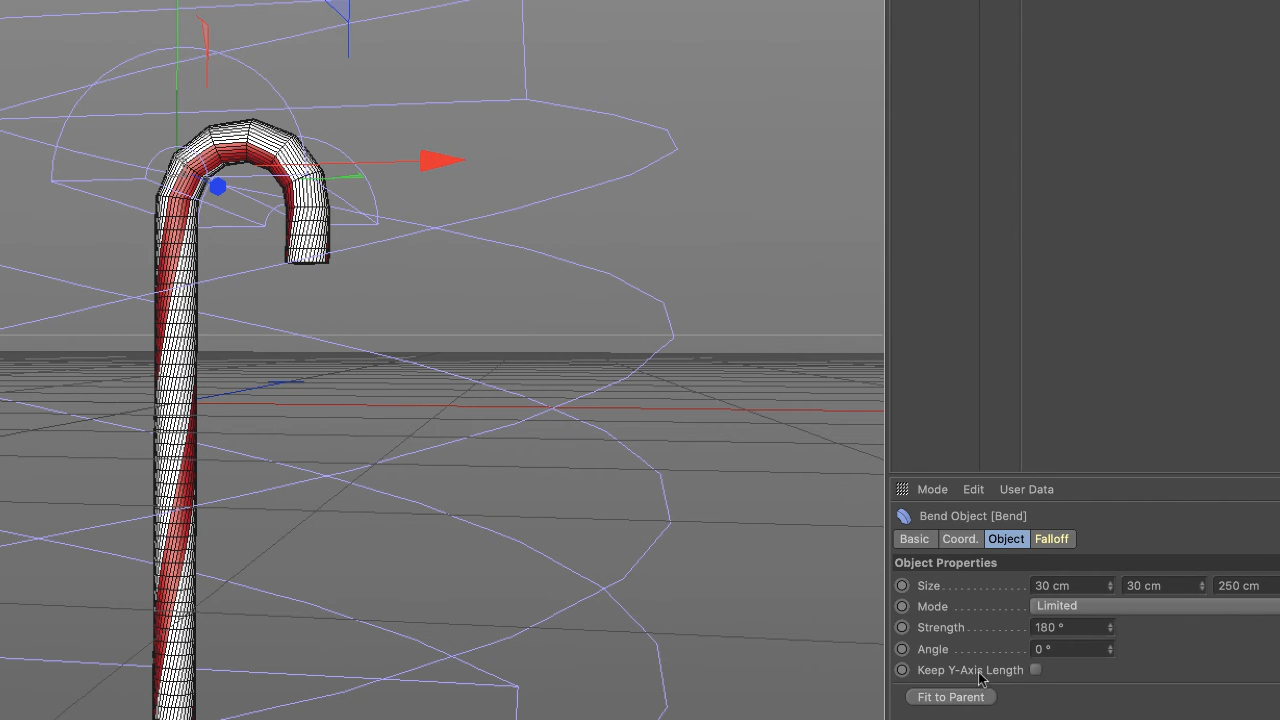 Mode Edit User Data
Bend Object [Bend]
Basic Coord. Object Falloff
Object Properties
Size . . . . . . . . . . . 30 cm 30 cm 250 cm
Mode . . . . . . . . . . Limited
Strength . . . . . . . . 180 °
Angle . . . . . . . . . . 0 °
Keep Y-Axis Length
Fit to Parent